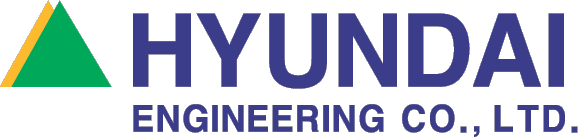 HYUNDAI
ENGINEERING CO., LTD.